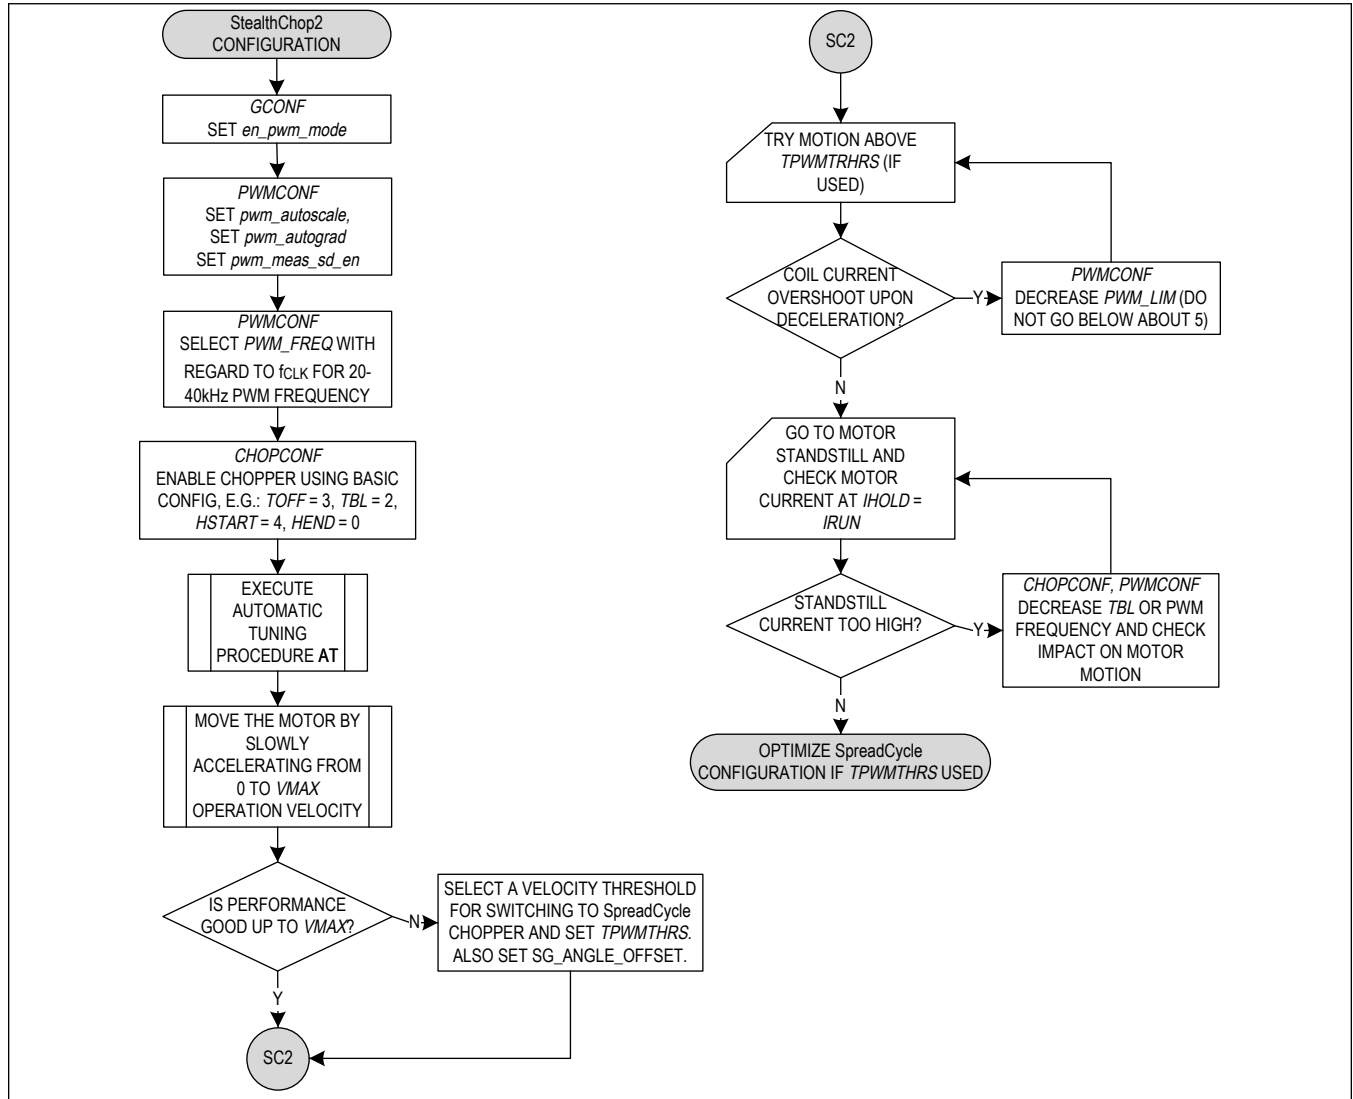 StealthChop2
CONFIGURATION
GCONF
SET en_pwm_mode
PWMCONF
SET pwm_autoscale,
SET pwm_autograd
SET pwm_meas_sd_en
PWMCONF
SELECT PWM_FREQ WITH
REGARD TO fCLK FOR 20-
40kHz PWM FREQUENCY
CHOPCONF
ENABLE CHOPPER USING BASIC
CONFIG, E.G.: TOFF = 3, TBL = 2,
HSTART = 4, HEND = 0
EXECUTE
AUTOMATIC
TUNING
PROCEDURE AT
MOVE THE MOTOR BY
SLOWLY
ACCELERATING FROM
0 TO VMAX
OPERATION VELOCITY
IS PERFORMANCE
GOOD UP TO VMAX?
N
SELECT A VELOCITY THRESHOLD
FOR SWITCHING TO SpreadCycle
CHOPPER AND SET TPWMTHRS.
ALSO SET SG_ANGLE_OFFSET.
Y
SC2
SC2
TRY MOTION ABOVE
TPWMTRHRS (IF
USED)
COIL CURRENT
OVERSHOOT UPON
DECELERATION?
Y
PWMCONF
DECREASE PWM_LIM (DO
NOT GO BELOW ABOUT 5)
N
GO TO MOTOR
STANDSTILL AND
CHECK MOTOR
CURRENT AT IHOLD =
IRUN
STANDSTILL
CURRENT TOO HIGH?
Y
CHOPCONF, PWMCONF
DECREASE TBL OR PWM
FREQUENCY AND CHECK
IMPACT ON MOTOR
MOTION
N
OPTIMIZE SpreadCycle
CONFIGURATION IF TPWMTHRS USED